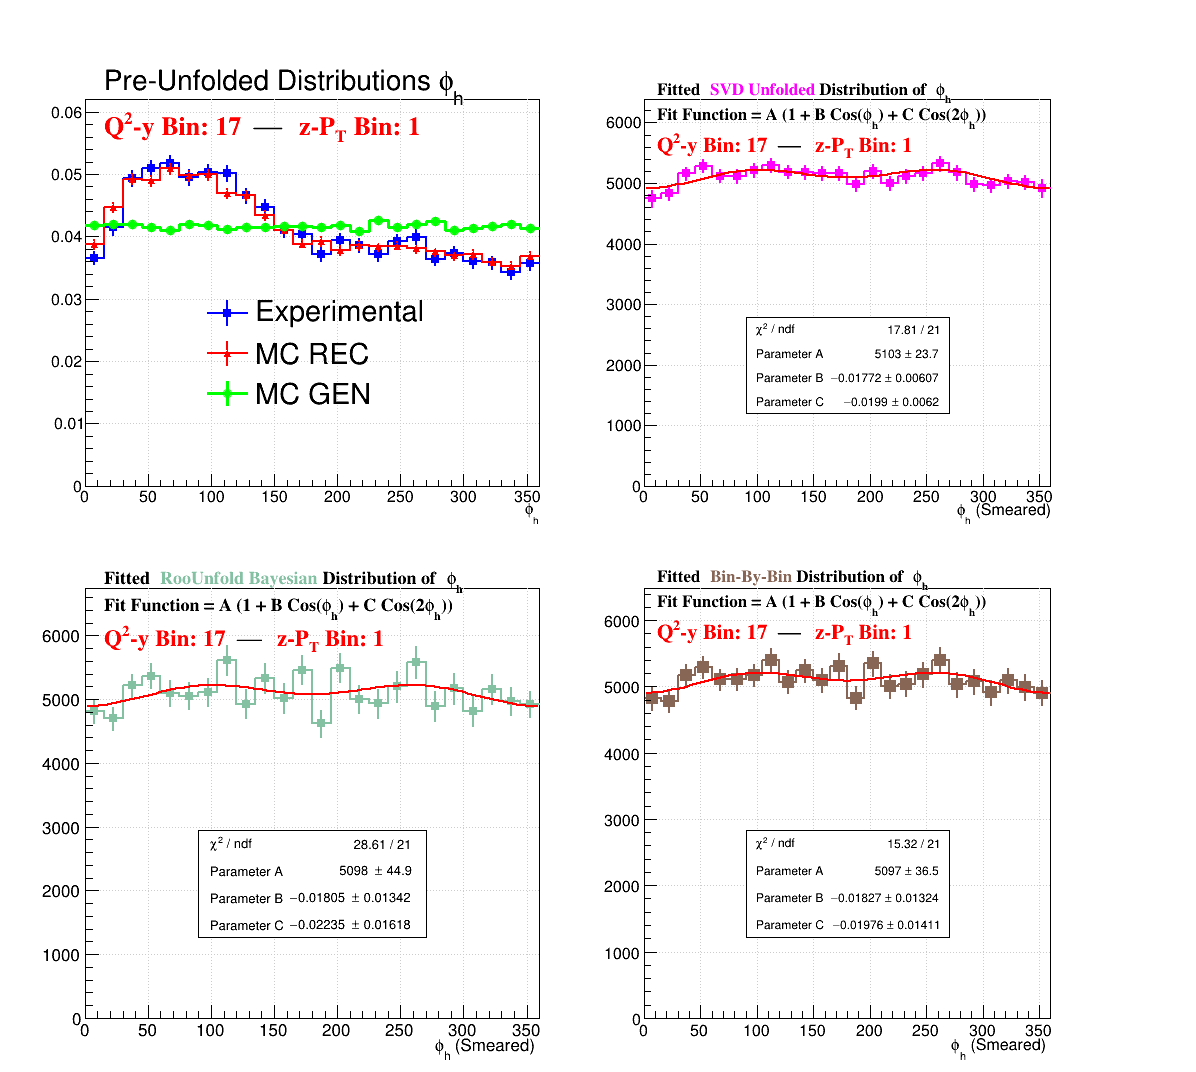 Pre-Unfolded Distributions ϕh
Q²-y Bin: 17 — z-PT Bin: 1
0.06
0.05
0.04
0.03
0.02
0.01
0
Experimental
MC REC
MC GEN
0 50 100 150 200 250 300 350
ϕh
Fitted SVD Unfolded Distribution of ϕh
Fit Function = A (1 + B Cos(ϕh) + C Cos(2ϕh))
Q²-y Bin: 17 — z-PT Bin: 1
6000
5000
4000
3000
2000
1000
0
χ² / ndf 17.81 / 21
Parameter A 5103 ± 23.7
Parameter B −0.01772 ± 0.00607
Parameter C −0.0199 ± 0.0062
0 50 100 150 200 250 300 350
ϕh (Smeared)
Fitted RooUnfold Bayesian Distribution of ϕh
Fit Function = A (1 + B Cos(ϕh) + C Cos(2ϕh))
Q²-y Bin: 17 — z-PT Bin: 1
6000
5000
4000
3000
2000
1000
0
χ² / ndf 28.61 / 21
Parameter A 5098 ± 44.9
Parameter B −0.01805 ± 0.01342
Parameter C −0.02235 ± 0.01618
0 50 100 150 200 250 300 350
ϕh (Smeared)
Fitted Bin-By-Bin Distribution of ϕh
Fit Function = A (1 + B Cos(ϕh) + C Cos(2ϕh))
Q²-y Bin: 17 — z-PT Bin: 1
6000
5000
4000
3000
2000
1000
0
χ² / ndf 15.32 / 21
Parameter A 5097 ± 36.5
Parameter B −0.01827 ± 0.01324
Parameter C −0.01976 ± 0.01411
0 50 100 150 200 250 300 350
ϕh (Smeared)